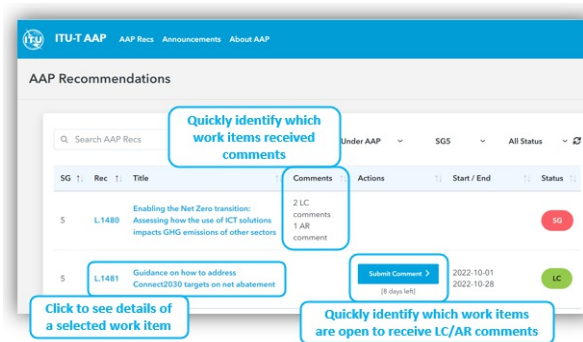 ITU-T AAP AAP Recs Announcements About AAP
AAP Recommendations
Quickly identify which
work items received
comments
Search AAP Recs
Under AAP
SG5
All Status
SG Rec Title Comments Actions Start / End Status
5 L.1480
Enabling the Net Zero transition:
Assessing how the use of ICT solutions
impacts GHG emissions of other sectors
2 LC
comments
1 AR
comment
SG
5 L.1481
Guidance on how to address
Connect2030 targets on net abatement
Submit Comment
[8 days left]
2022-10-01
2022-10-28
LC
Click to see details of
a selected work item
Quickly identify which work items
are open to receive LC/AR comments